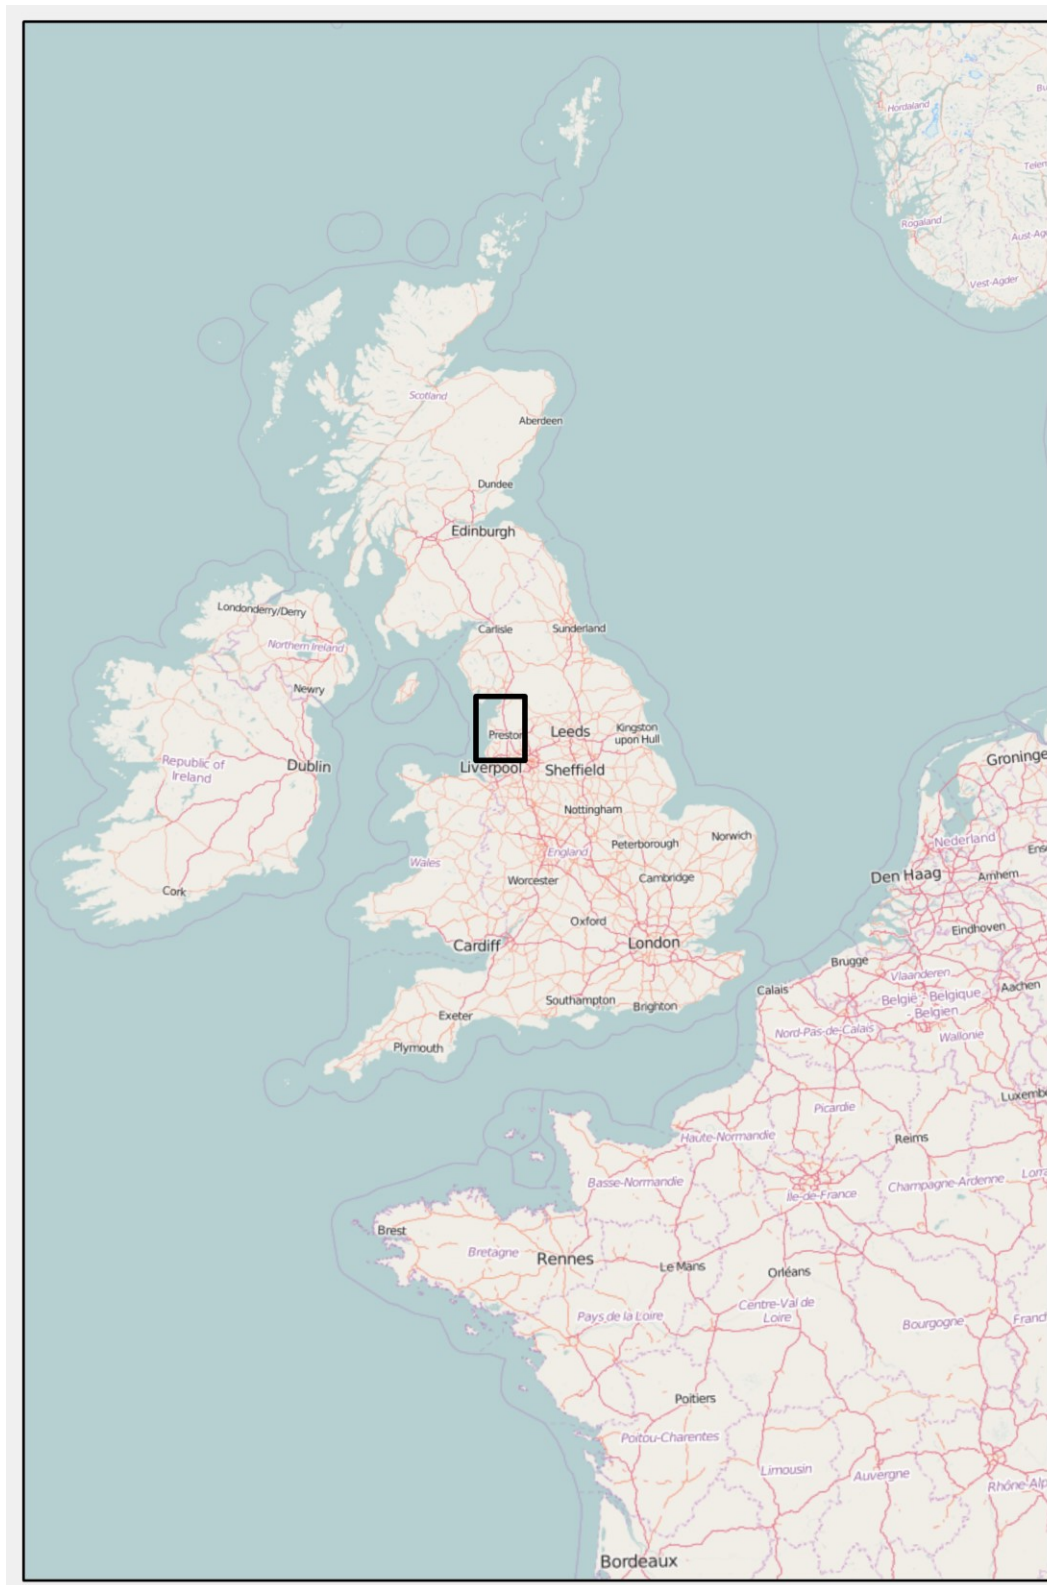 Hordaland
Rogaland
Vest-Agder
Scotland
Aberdeen
Dundee
Edinburgh
Londonderry/Derry
Carlisle
Sunderland
Northern Ireland
Newry
Preston
Leeds
Kingston
upon Hull
Republic of
Ireland
Dublin
Liverpool
Sheffield
Groninge
Nottingham
Norwich
Peterborough
Nederland
Wales
England
Den Haag
Arnhem
Worcester
Cambridge
Cork
Oxford
Eindhoven
Cardiff
London
Brugge
Vlaanderen
Calais
Aachen
België - Belgique
- Belgien
Southampton
Brighton
Exeter
Nord-Pas-de-Calais
Wallonie
Plymouth
Luxemb
Picardie
Haute-Normandie
Reims
Basse-Normandie
Île-de-France
Champagne-Ardenne
Lorra
Brest
Bretagne
Rennes
Le Mans
Orléans
Centre-Val de
Loire
Pays de la Loire
Bourgogne
Franc
Poitiers
Poitou-Charentes
Limousin
Auvergne
Rhône-Alp
Bordeaux